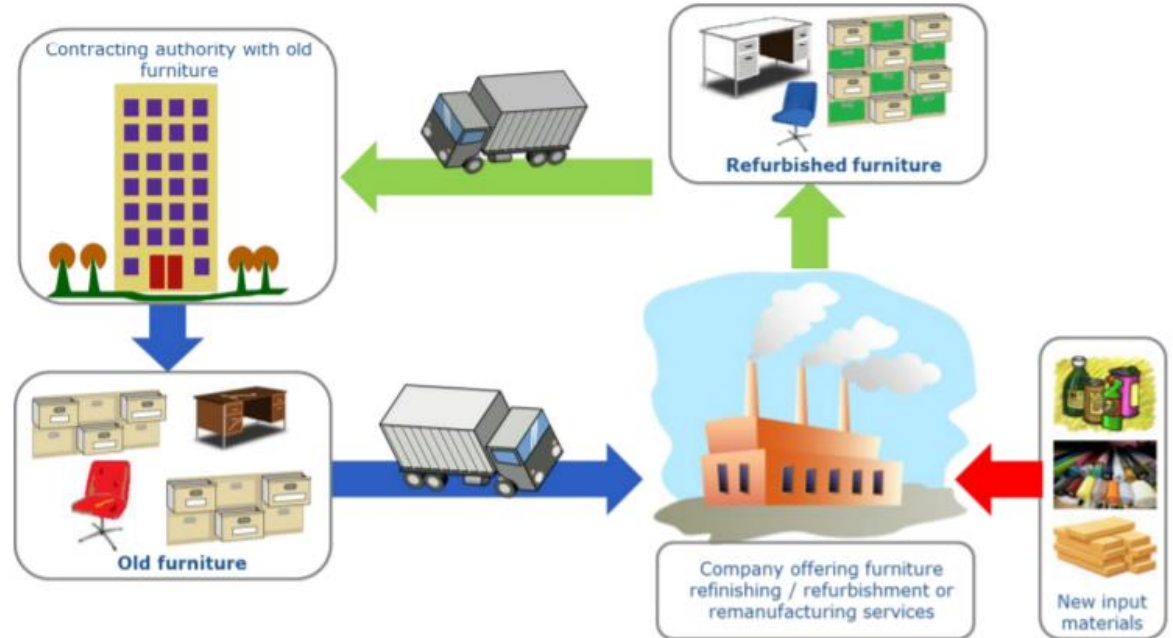 Contracting authority with old
furniture
Refurbished furniture
Old furniture
Company offering furniture
refinishing / refurbishment or
remanufacturing services
New input
materials